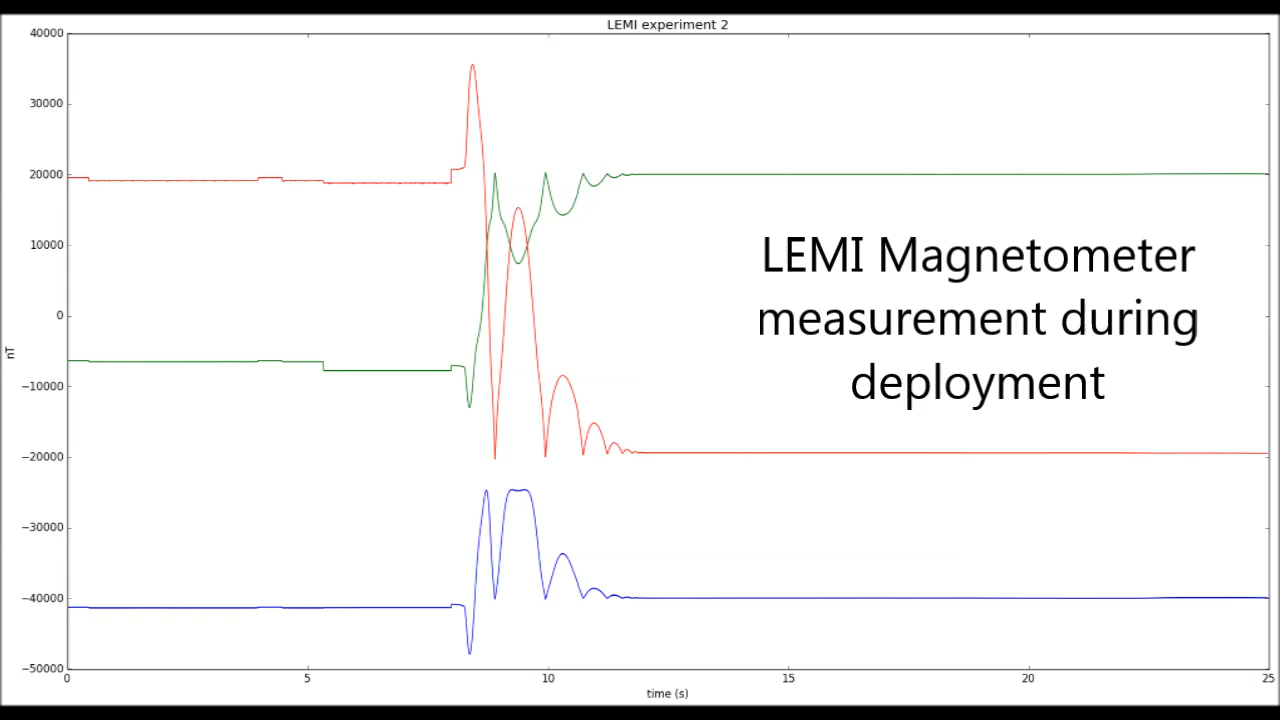 LEMI experiment 2
40000
30000
20000
10000
0
−10000
−20000
−30000
−40000
−50000
nT
LEMI Magnetometer
measurement during
deployment
0 5 10 15 20 25
time (s)